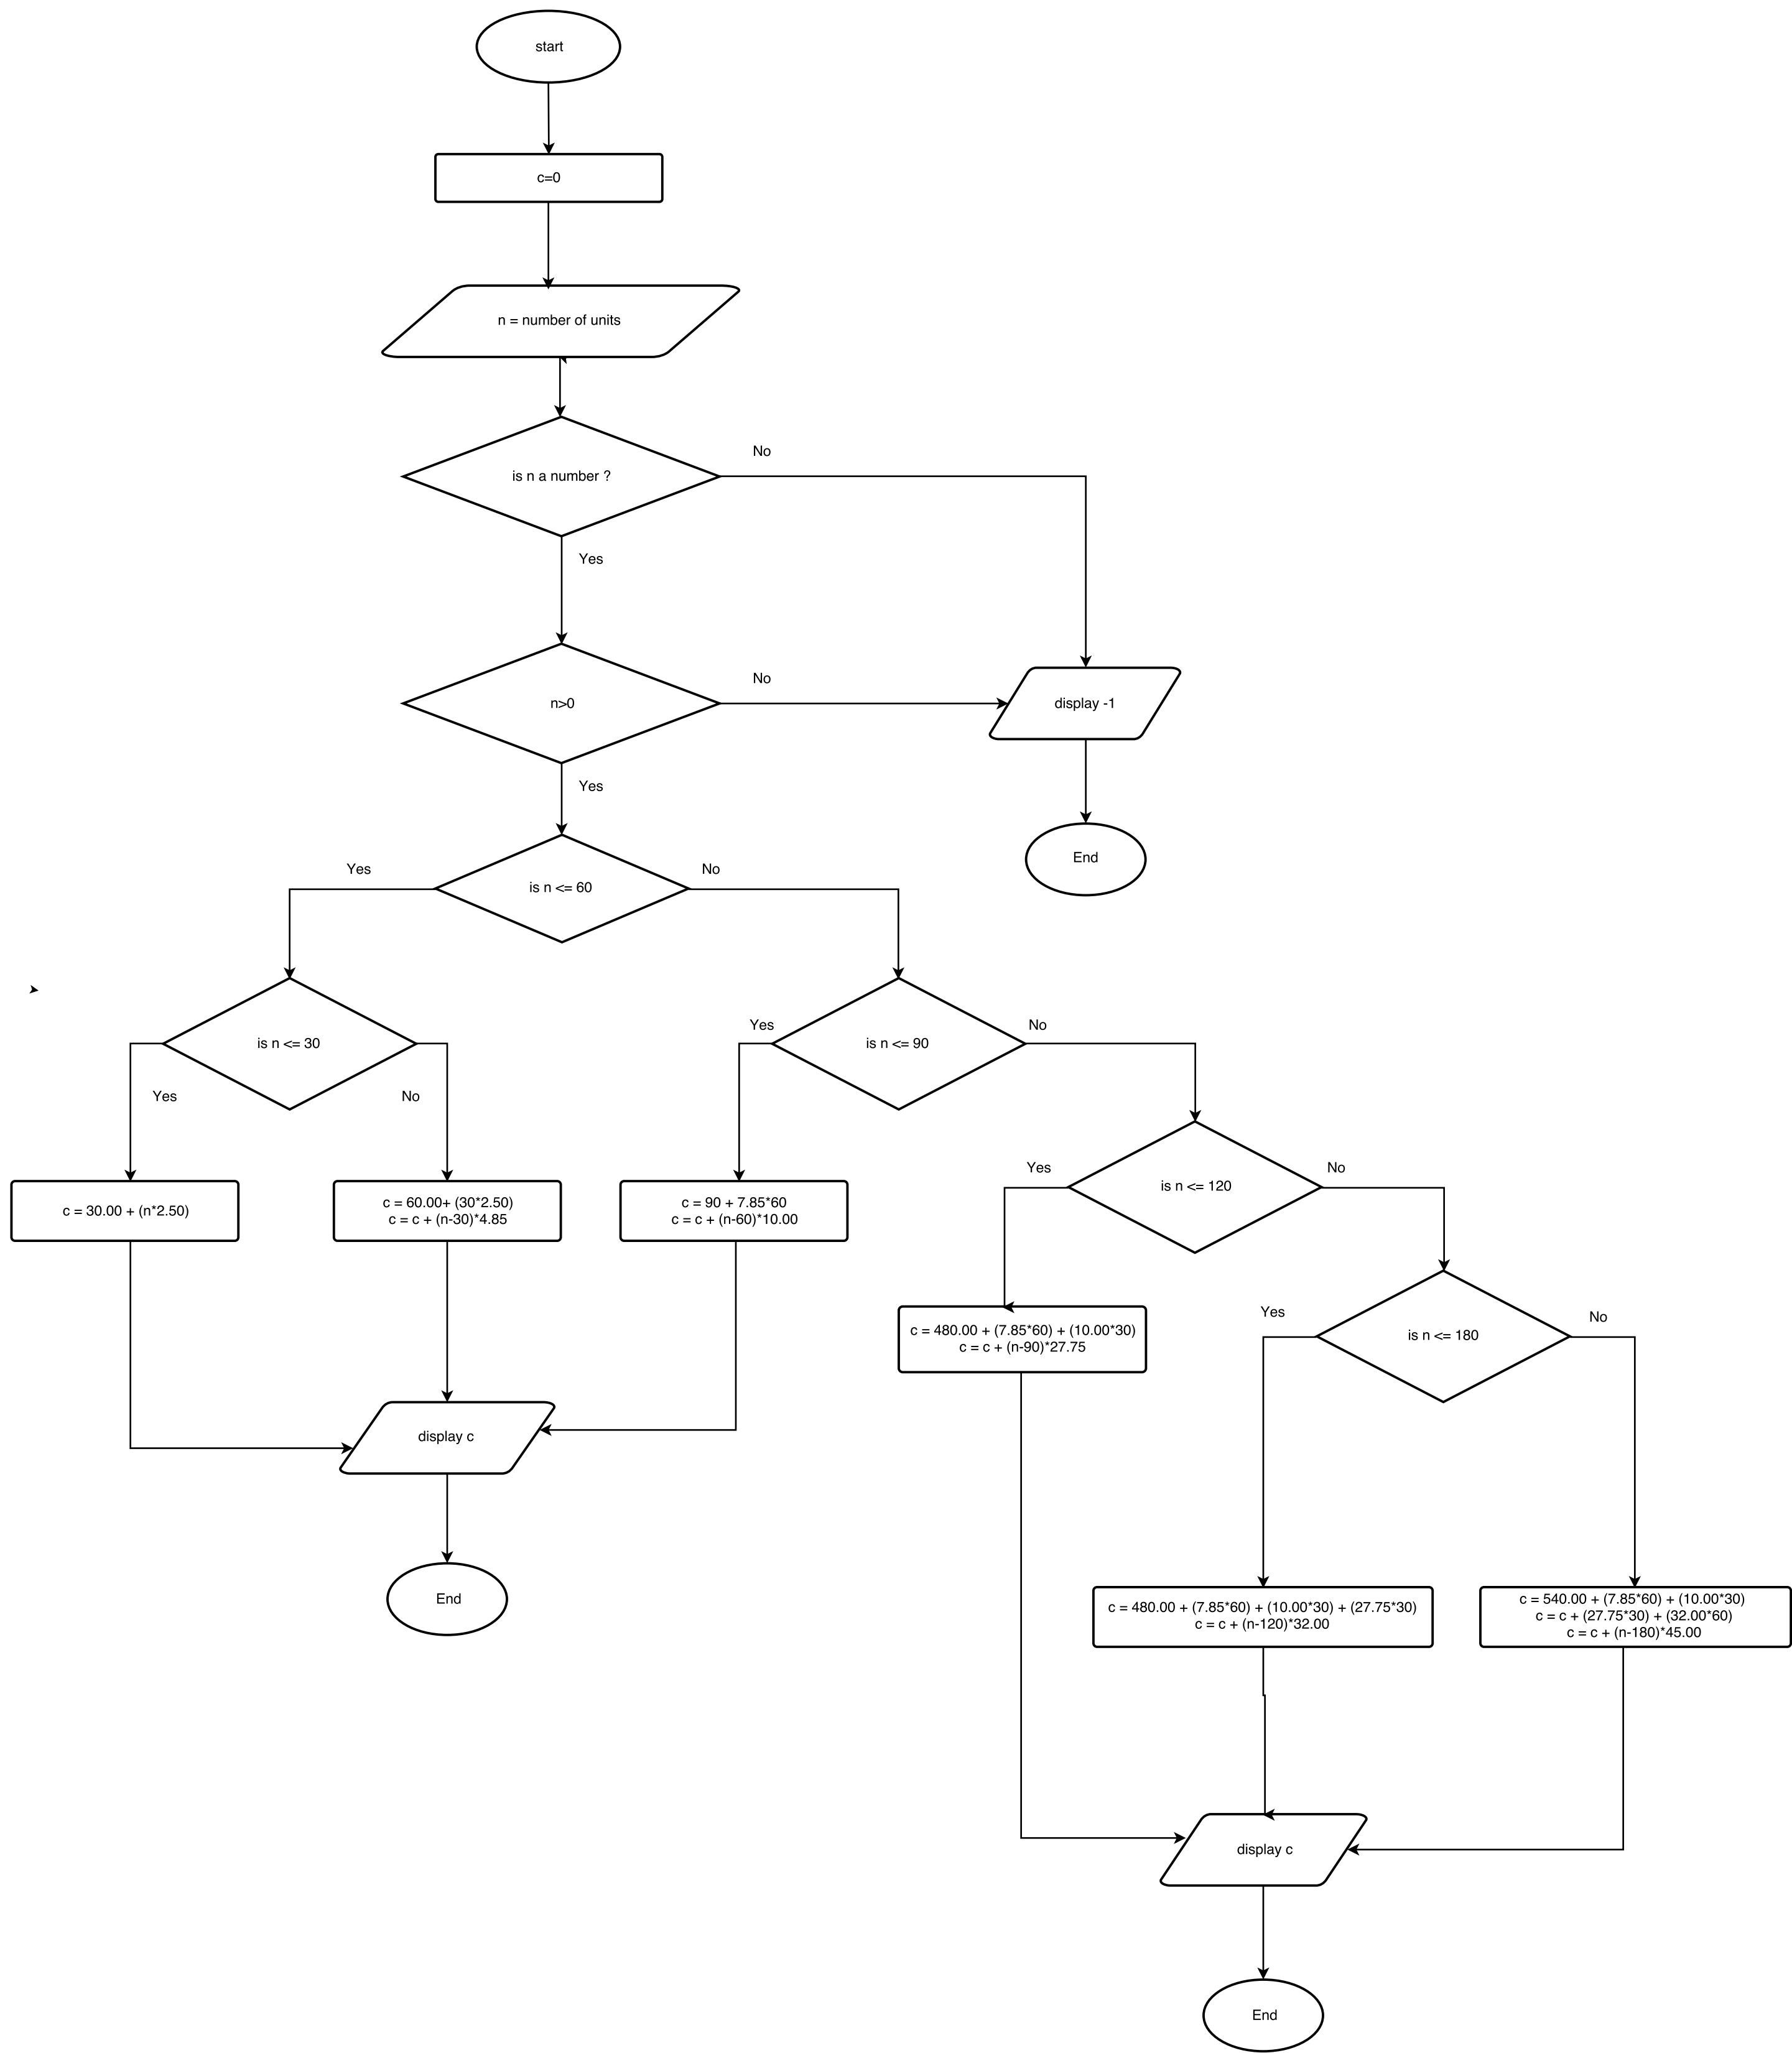 start
c=0
n = number of units
is n a number ?
No
Yes
n>0
No
display -1
Yes
End
is n <= 60
Yes
No
is n <= 30
Yes
No
is n <= 90
Yes
No
is n <= 120
Yes
No
c = 30.00 + (n*2.50)
c = 60.00+ (30*2.50)
c = c + (n-30)*4.85
c = 90 + 7.85*60
c = c + (n-60)*10.00
c = 480.00 + (7.85*60) + (10.00*30)
c = c + (n-90)*27.75
is n <= 180
Yes
No
display c
End
c = 480.00 + (7.85*60) + (10.00*30) + (27.75*30)
c = c + (n-120)*32.00
c = 540.00 + (7.85*60) + (10.00*30)
c = c + (27.75*30) + (32.00*60)
c = c + (n-180)*45.00
display c
End